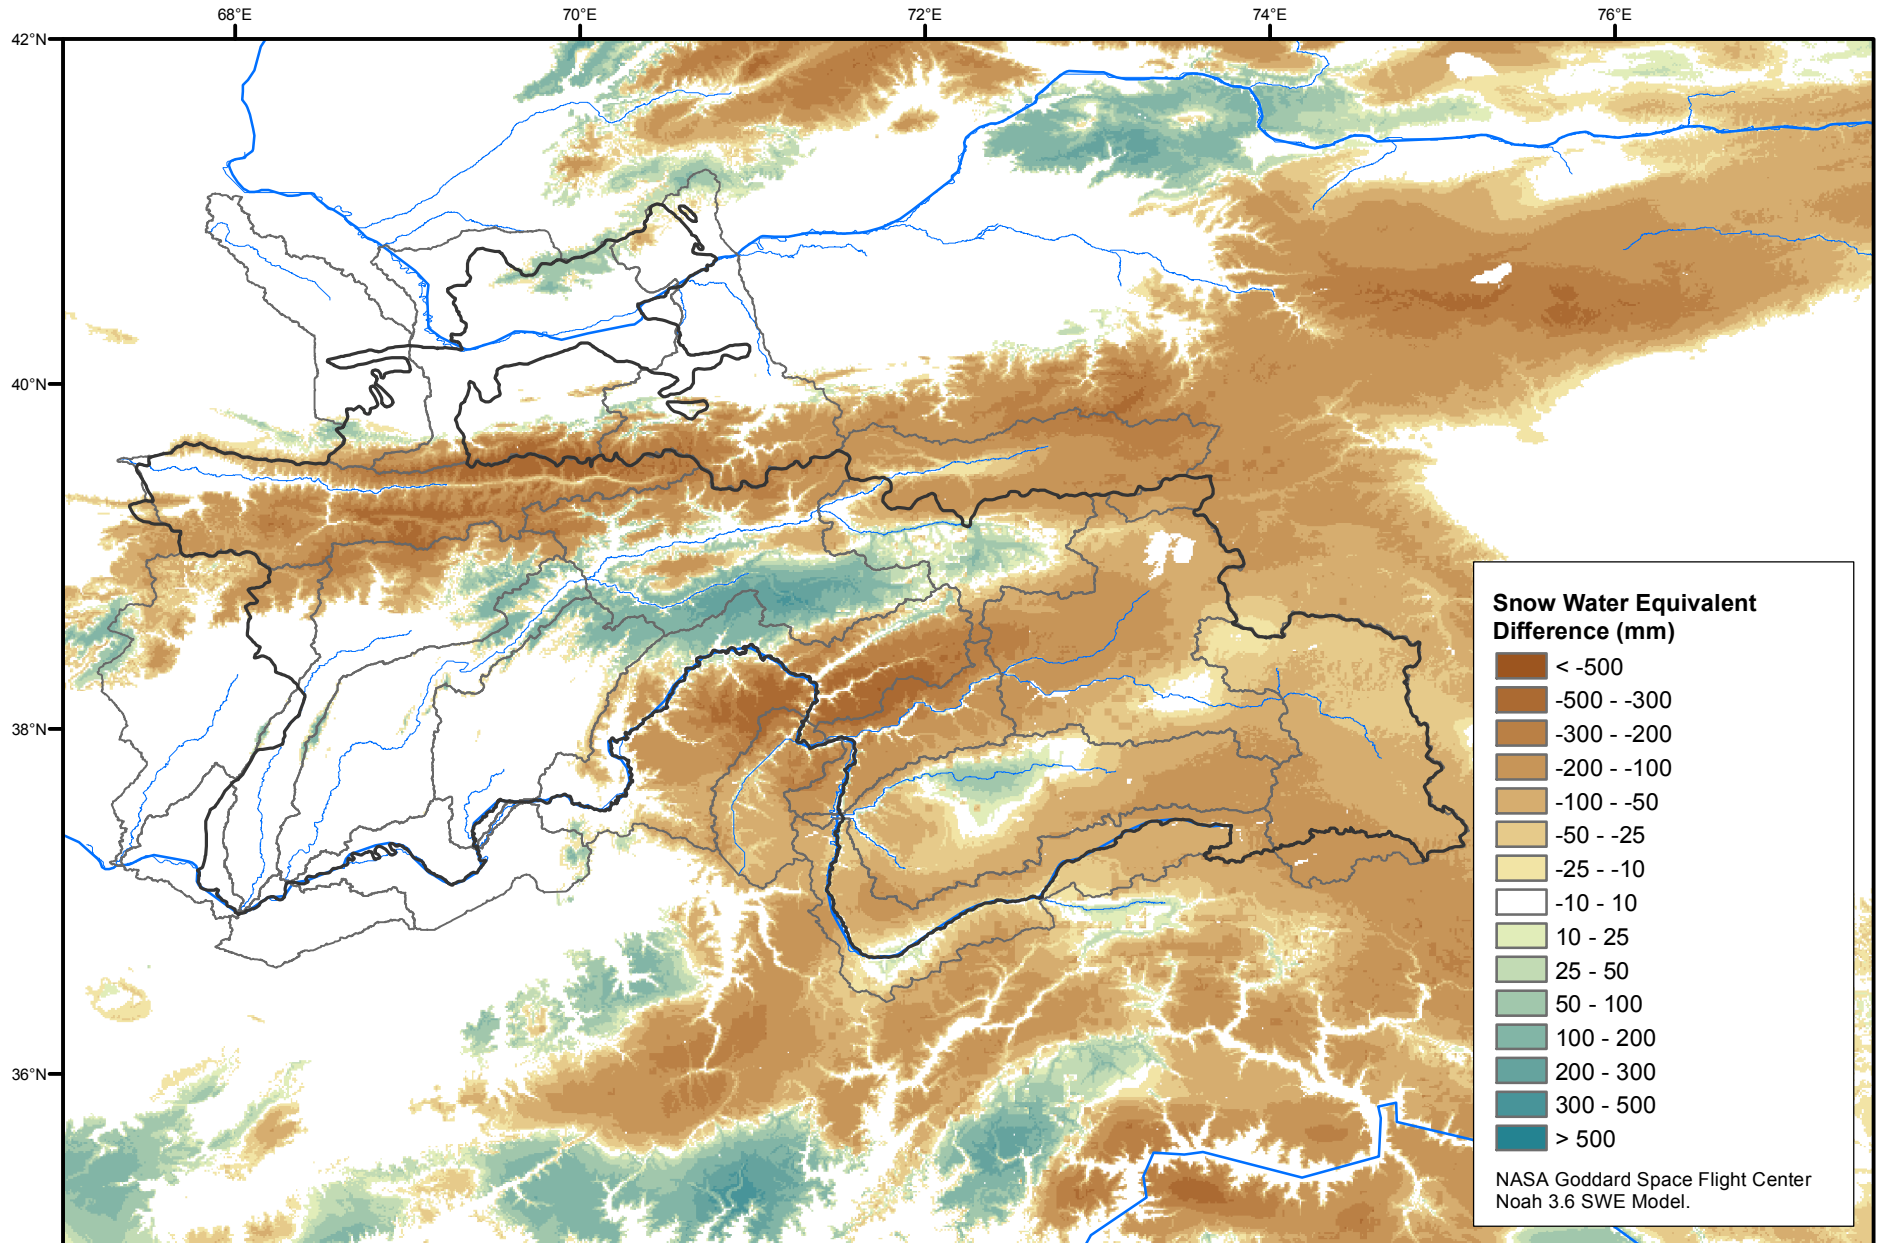 68°E 70°E 72°E 74°E 76°E
42°N
40°N
38°N
36°N
Snow Water Equivalent
Difference (mm)
< -500
-500 - -300
-300 - -200
-200 - -100
-100 - -50
-50 - -25
-25 - -10
-10 - 10
10 - 25
25 - 50
50 - 100
100 - 200
200 - 300
300 - 500
> 500
NASA Goddard Space Flight Center
Noah 3.6 SWE Model.